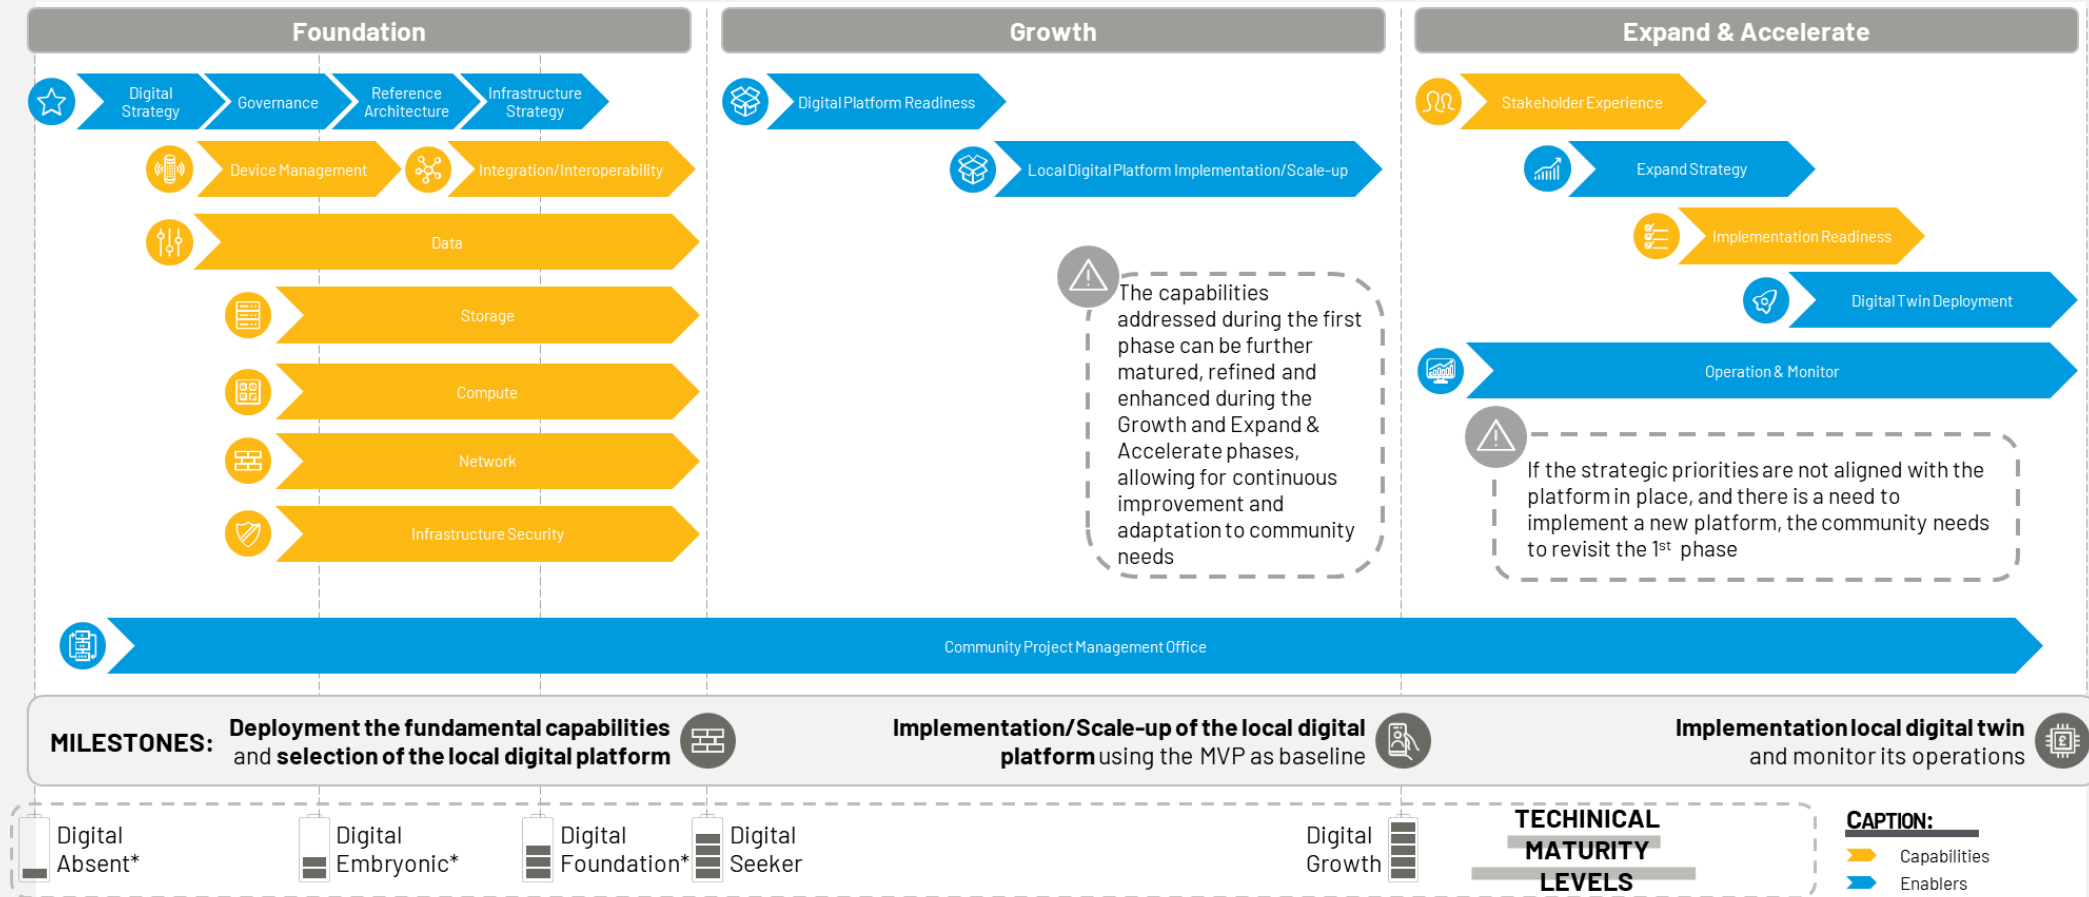 Foundation
Growth
Expand & Accelerate
Digital
Strategy
Governance
Reference
Architecture
Infrastructure
Strategy
Digital Platform Readiness
Stakeholder Experience
Device Management
Integration/Interoperability
Local Digital Platform Implementation/Scale-up
Expand Strategy
Data
Implementation Readiness
Storage
Digital Twin Deployment
Compute
Operation & Monitor
Network
Infrastructure Security
The capabilities
addressed during the first
phase can be further
matured, refined and
enhanced during the
Growth and Expand &
Accelerate phases,
allowing for continuous
improvement and
adaptation to community
needs
If the strategic priorities are not aligned with the
platform in place, and there is a need to
implement a new platform, the community needs
to revisit the 1st phase
Community Project Management Office
MILESTONES:
Deployment the fundamental capabilities
and selection of the local digital platform
Implementation/Scale-up of the local digital
platform using the MVP as baseline
Implementation local digital twin
and monitor its operations
£
Digital
Absent*
Digital
Embryonic*
Digital
Foundation*
Digital
Seeker
Digital
Growth
TECHINICAL
MATURITY
LEVELS
CAPTION:
Capabilities
Enablers